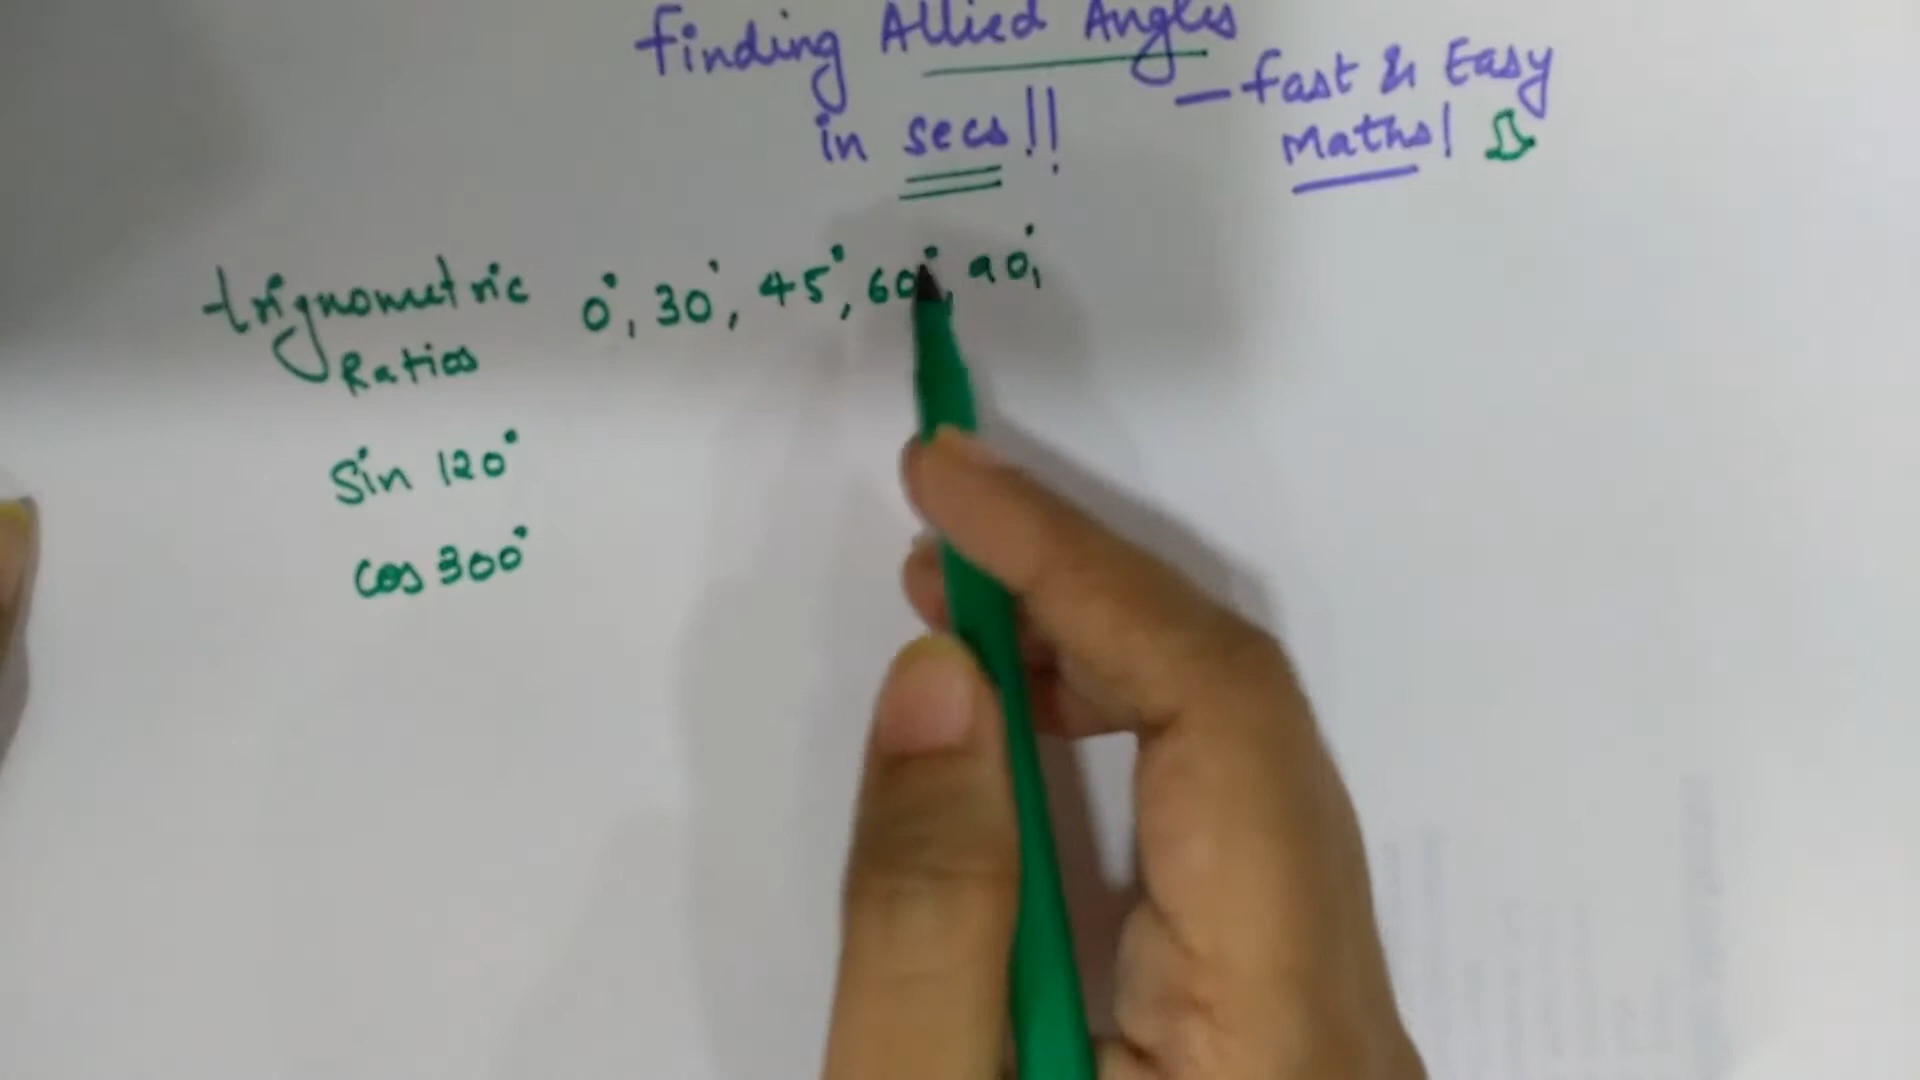 finding Allied Angles
in secs!!
- fast & Easy
Maths!
trignometric 0°, 30°, 45°, 60°, 90°,
Ratios
Sin 120°
Cos 300°